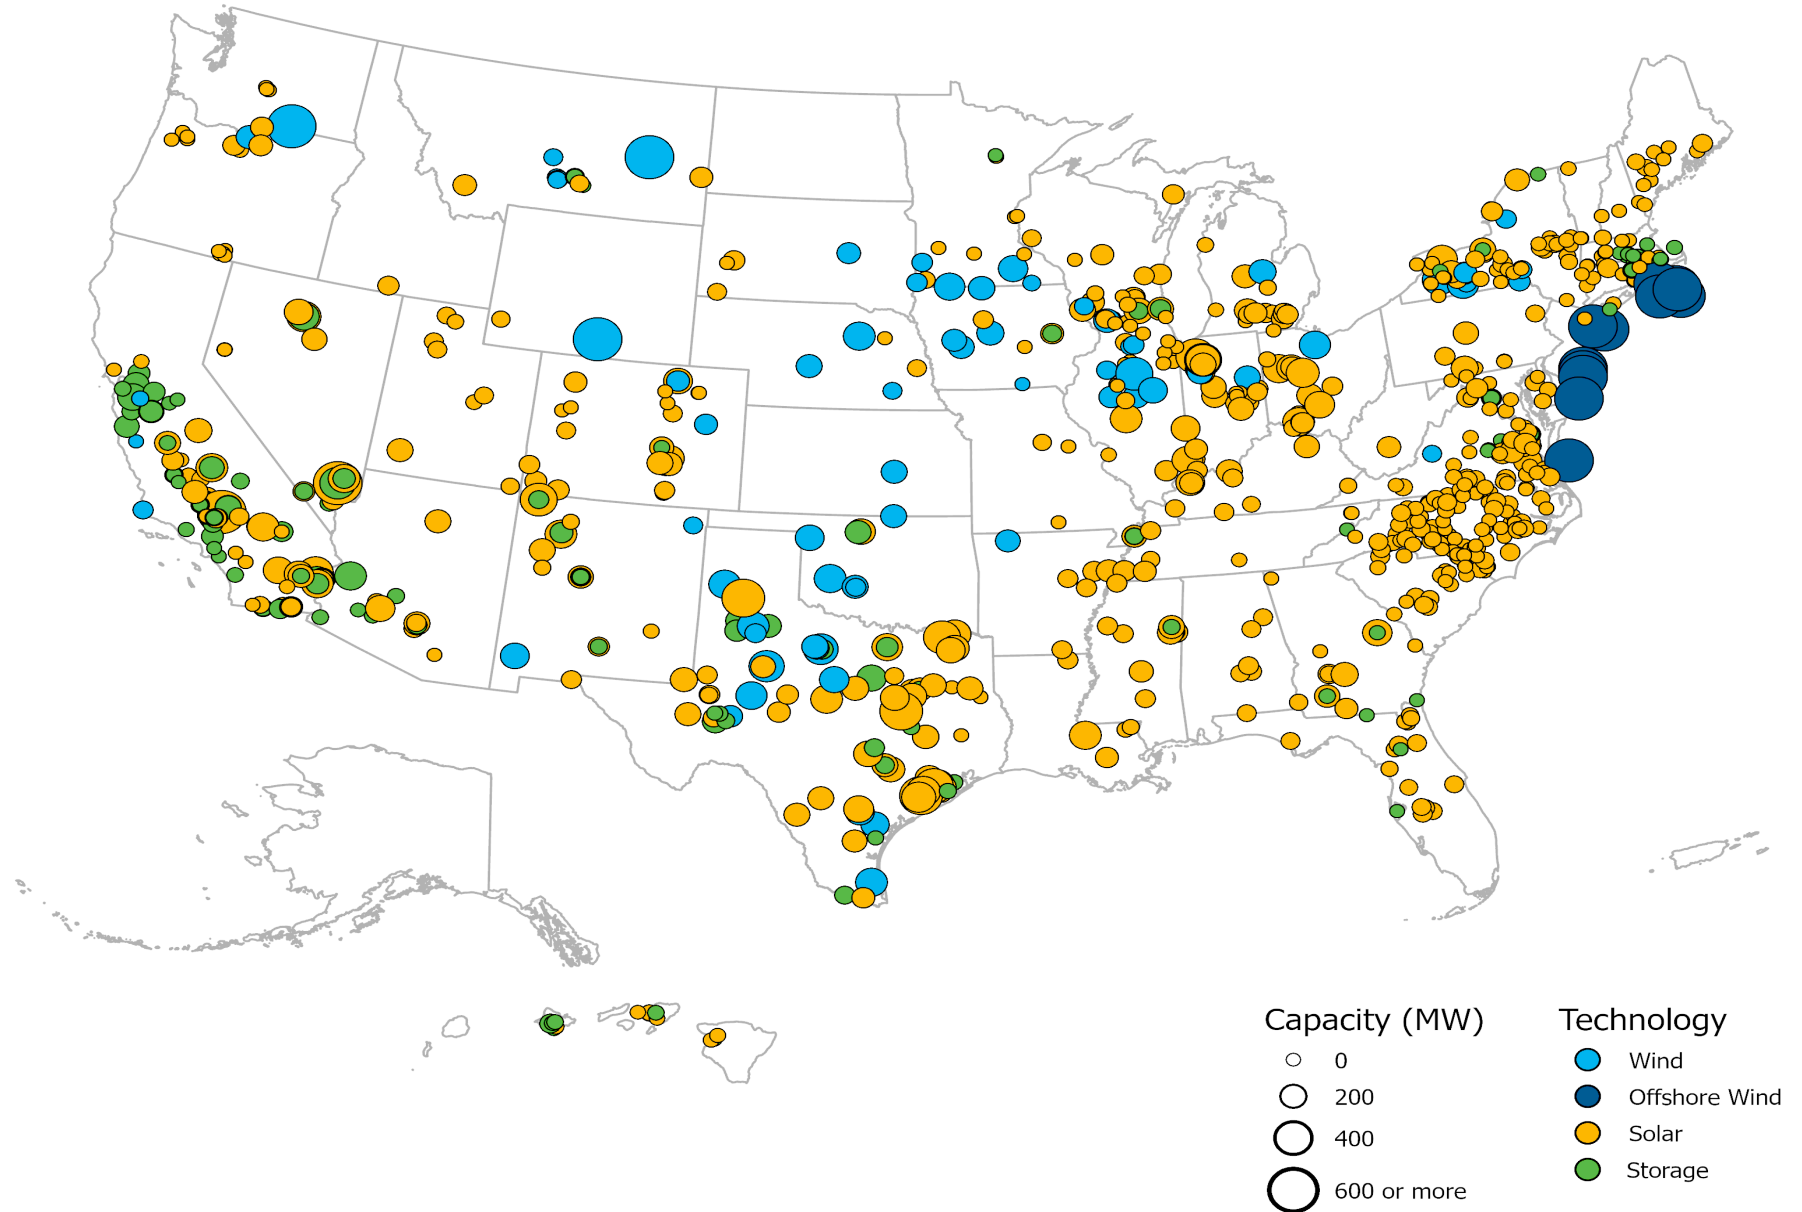 Capacity (MW)
0
200
400
600 or more
Technology
Wind
Offshore Wind
Solar
Storage